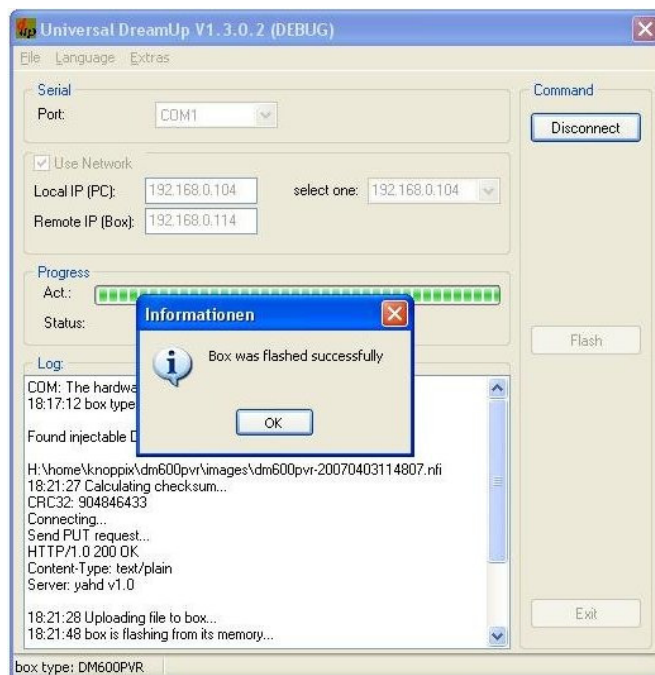 up Universal DreamUp V1.3.0.2 (DEBUG)
File Language Extras
Serial
Port: COM1
Command
Disconnect
Use Network
Local IP (PC): 192.168.0.104 select one: 192.168.0.104
Remote IP (Box): 192.168.0.114
Progress
Act.:
Status:
Informationen
Box was flashed successfully
OK
Flash
Log:
COM: The hardwa
18:17:12 box type
Found injectable D
H:\home\knoppix\dm600pvr\images\dm600pvr-20070403114807.nfi
18:21:27 Calculating checksum...
CRC32: 904846433
Connecting...
Send PUT request...
HTTP/1.0 200 OK
Content-Type: text/plain
Server: yahd v1.0
18:21:28 Uploading file to box...
18:21:48 box is flashing from its memory...
Exit
box type: DM600PVR